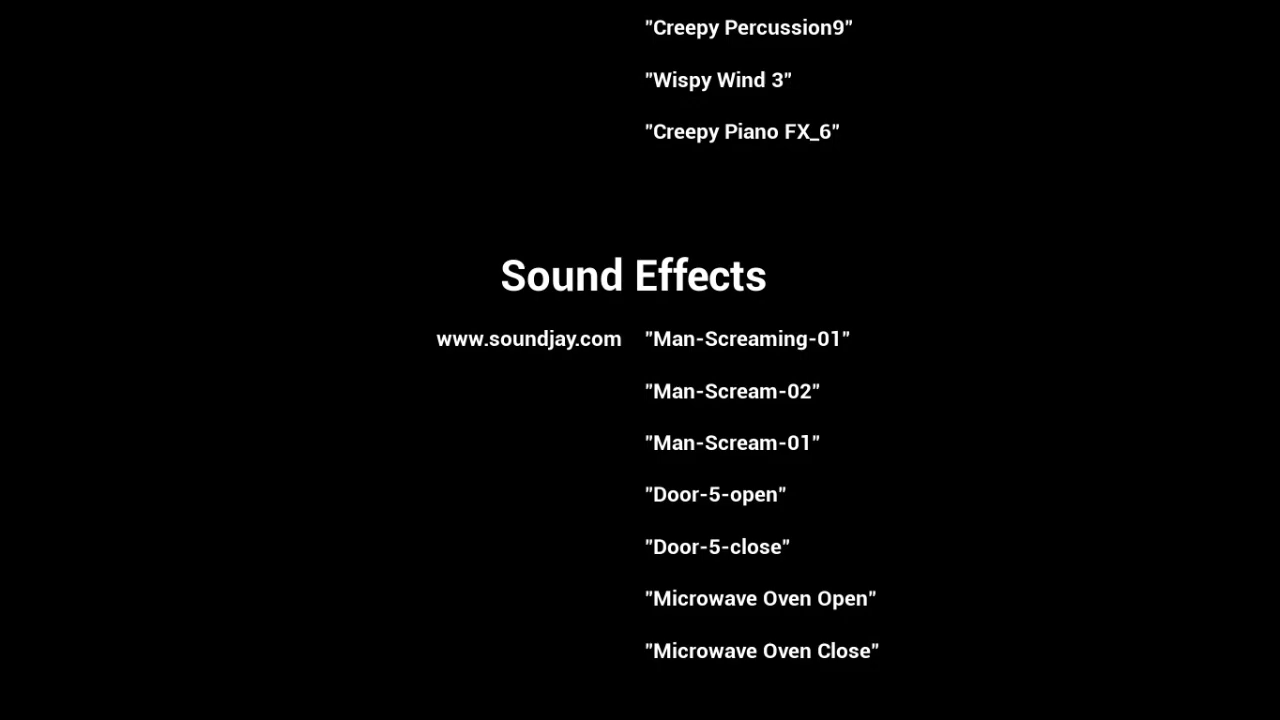 "Creepy Percussion9"
"Wispy Wind 3"
"Creepy Piano FX_6"
Sound Effects
www.soundjay.com "Man-Screaming-01"
"Man-Scream-02"
"Man-Scream-01"
"Door-5-open"
"Door-5-close"
"Microwave Oven Open"
"Microwave Oven Close"